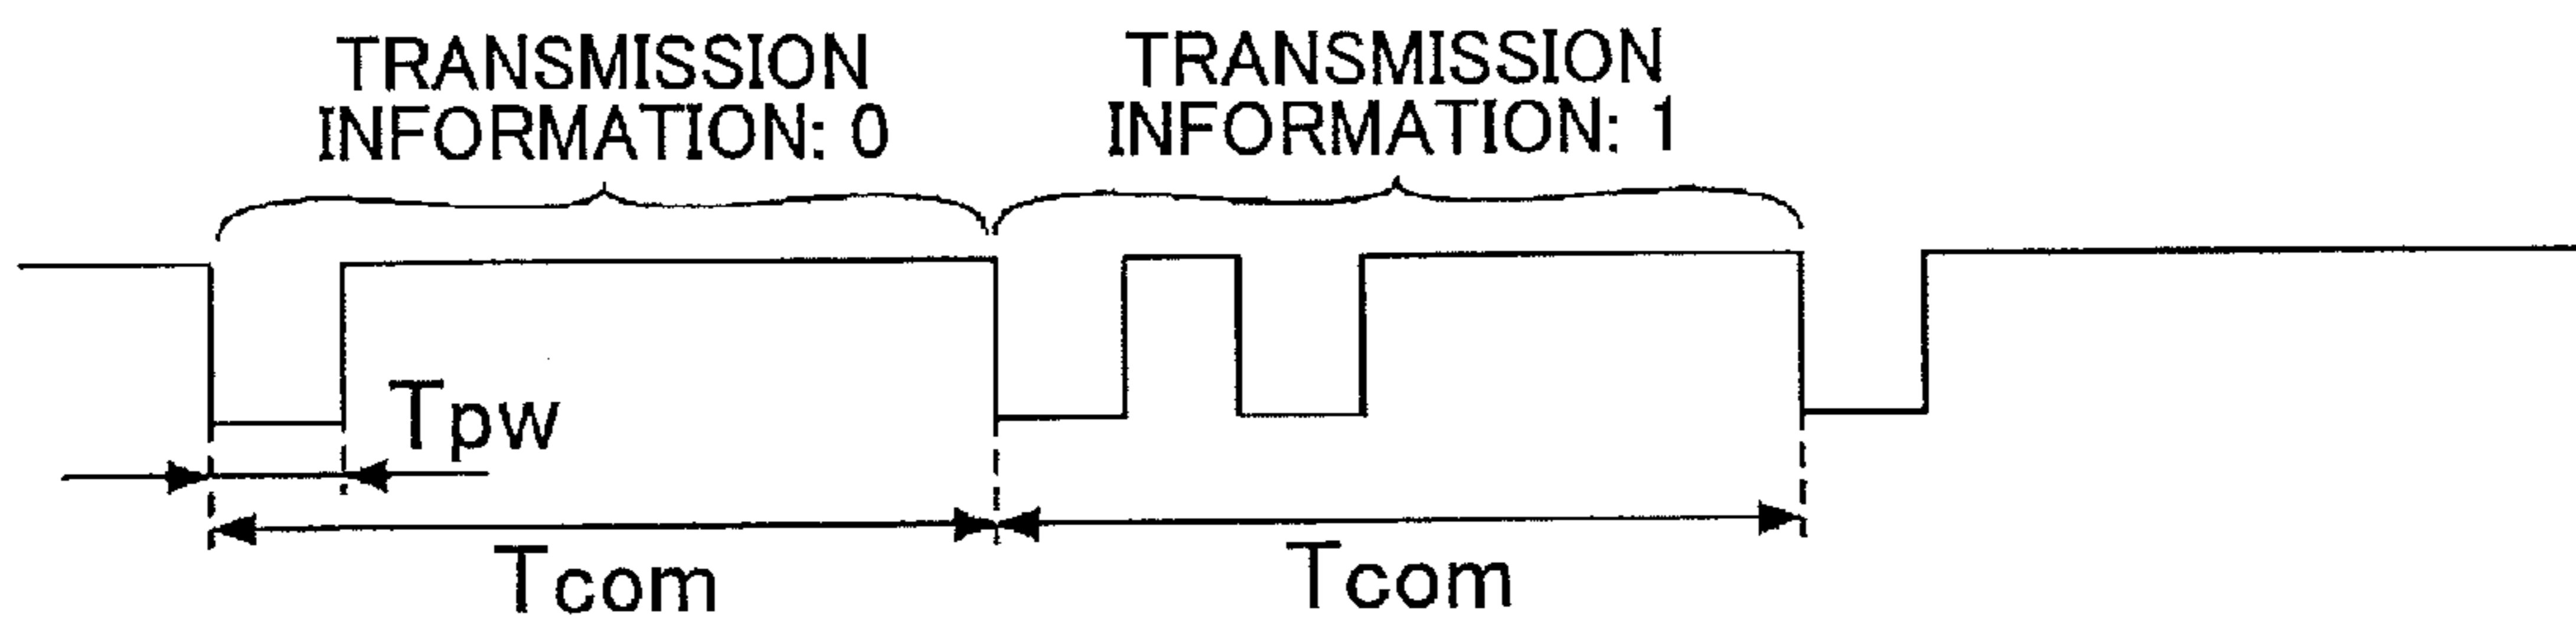 TRANSMISSION
INFORMATION: 0
TRANSMISSION
INFORMATION: 1
Tpw
Tcom
Tcom